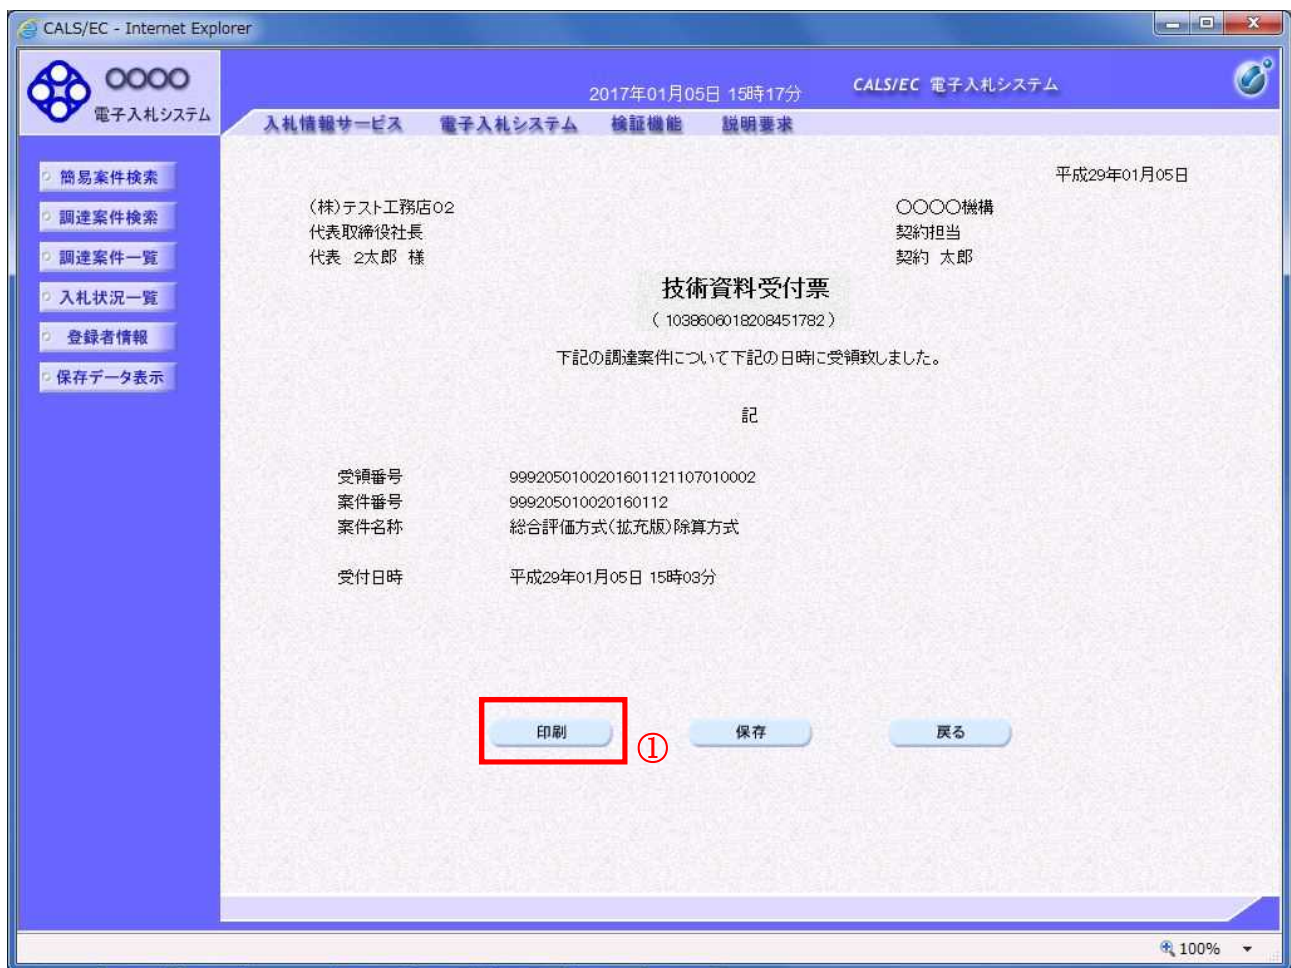 CALS/EC - Internet Explorer
〇〇〇〇
電子入札システム
2017年01月05日 15時17分
CALS/EC 電子入札システム
入札情報サービス 電子入札システム 検証機能 説明要求
簡易案件検索
調達案件検索
調達案件一覧
入札状況一覧
登録者情報
保存データ表示
平成29年01月05日
(株)テスト工務店02
代表取締役社長
代表 2太郎 様
〇〇〇〇機構
契約担当
契約 太郎
技術資料受付票
(1038606018208451782)
下記の調達案件について下記の日時に受領致しました。
記
受領番号 99920501002016011211070​10002
案件番号 999205010020160112
案件名称 総合評価方式(拡充版)除算方式
受付日時 平成29年01月05日 15時03分
印刷 ① 保存 戻る
100%